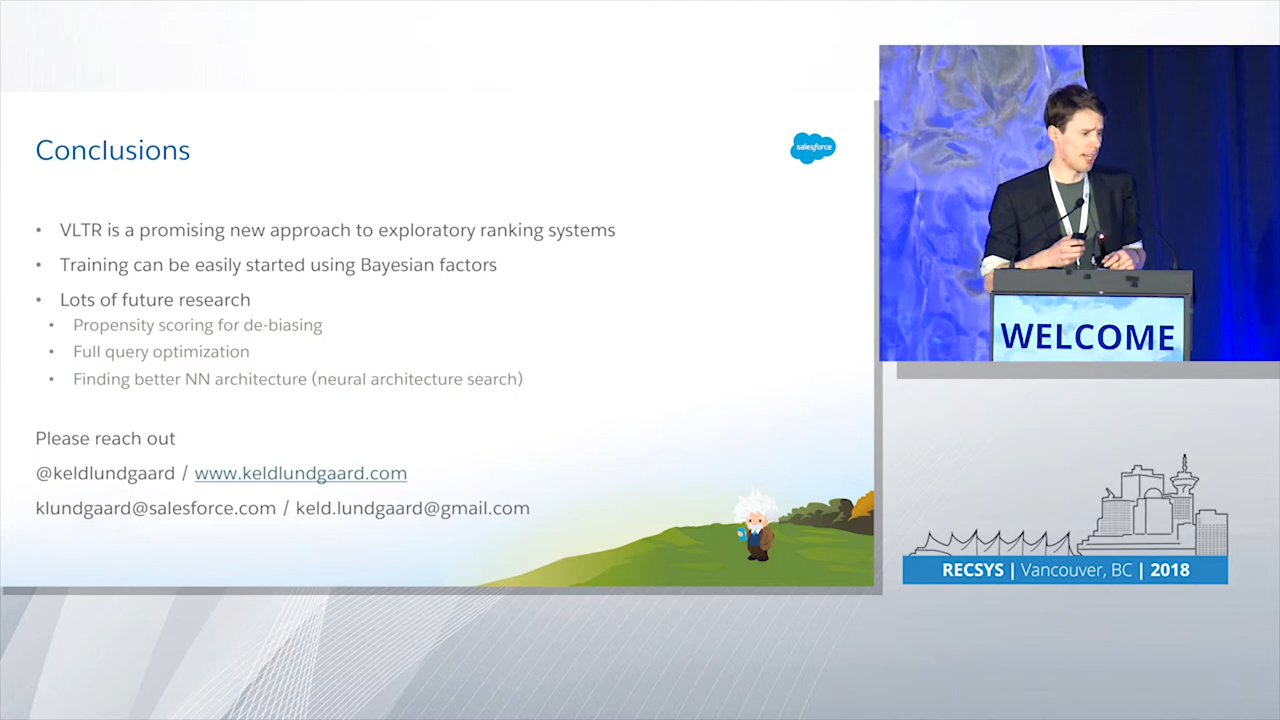 Conclusions
salesforce
• VLTR is a promising new approach to exploratory ranking systems
• Training can be easily started using Bayesian factors
• Lots of future research
• Propensity scoring for de-biasing
• Full query optimization
• Finding better NN architecture (neural architecture search)
Please reach out
@keldlundgaard / www.keldlundgaard.com
klundgaard@salesforce.com / keld.lundgaard@gmail.com
WELCOME
RECSYS | Vancouver, BC | 2018